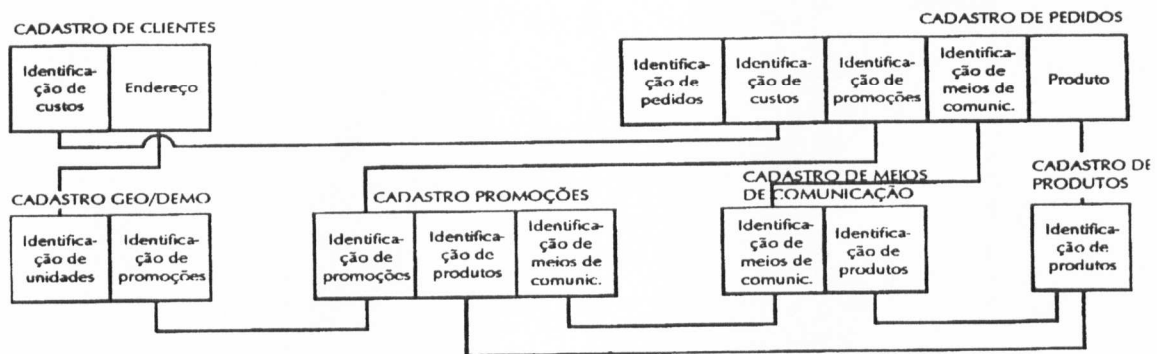 CADASTRO DE CLIENTES
Identifica-
ção de
custos
Endereço
CADASTRO DE PEDIDOS
Identifica-
ção de
pedidos
Identifica-
ção de
custos
Identifica-
ção de
promoções
Identifica-
ção de
meios de
comunic.
Produto
CADASTRO GEO/DEMO
Identifica-
ção de
unidades
Identifica-
ção de
promoções
CADASTRO PROMOÇÕES
Identifica-
ção de
promoções
Identifica-
ção de
produtos
Identifica-
ção de
meios de
comunic.
CADASTRO DE MEIOS
DE COMUNICAÇÃO
Identifica-
ção de
meios de
comunic.
Identifica-
ção de
produtos
CADASTRO DE
PRODUTOS
Identifica-
ção de
produtos